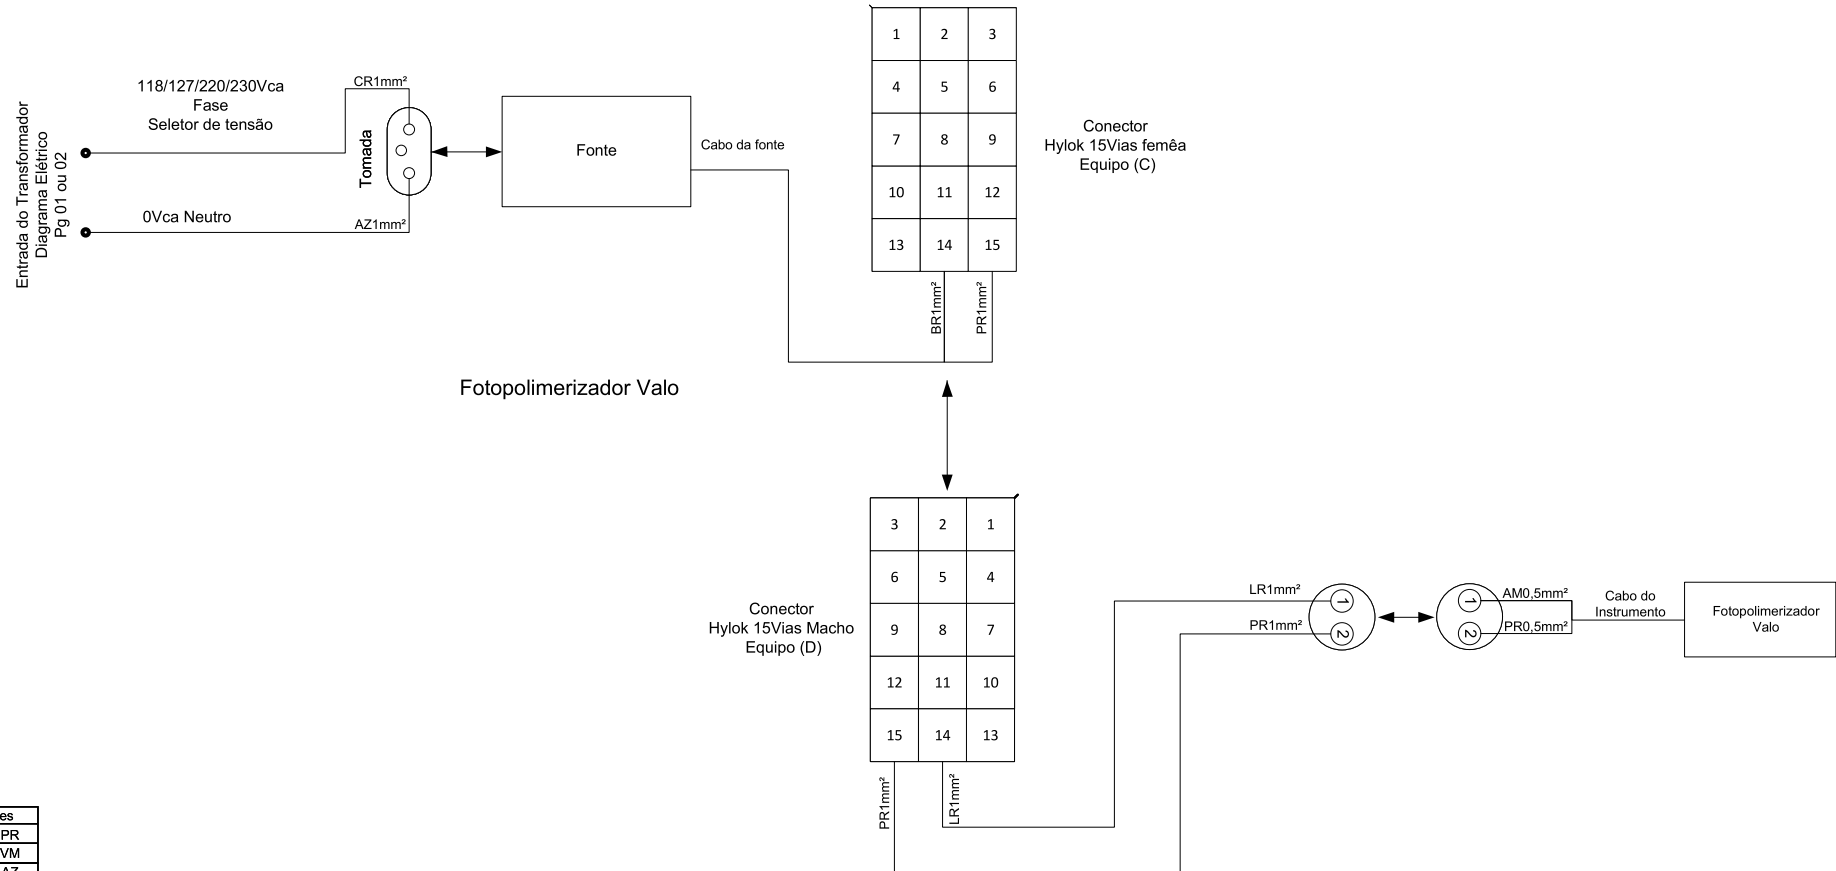 118/127/220/230Vca
Fase
Seletor de tensão
0Vca Neutro
Entrada do Transformador
Diagrama Elétrico
Pg 01 ou 02
CR1mm²
AZ1mm²
Tomada
Fonte
Cabo da fonte
1 2 3
4 5 6
7 8 9
10 11 12
13 14 15
Conector
Hylok 15Vias femêa
Equipo (C)
BR1mm²
PR1mm²
Fotopolimerizador Valo
3 2 1
6 5 4
9 8 7
12 11 10
15 14 13
Conector
Hylok 15Vias Macho
Equipo (D)
PR1mm²
LR1mm²
LR1mm²
PR1mm²
1
2
1
2
AM0,5mm²
PR0,5mm²
Cabo do
Instrumento
Fotopolimerizador
Valo
es
PR
VM